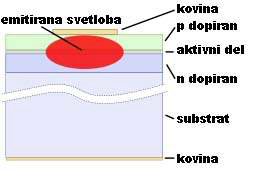 kovina
emitirana svetloba
p dopiran
aktivni del
n dopiran
substrat
kovina